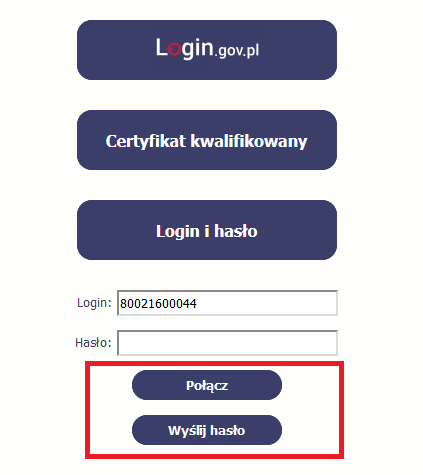 Login.gov.pl
Certyfikat kwalifikowany
Login i hasło
Login: 80021600044
Hasło:
Połącz
Wyślij hasło